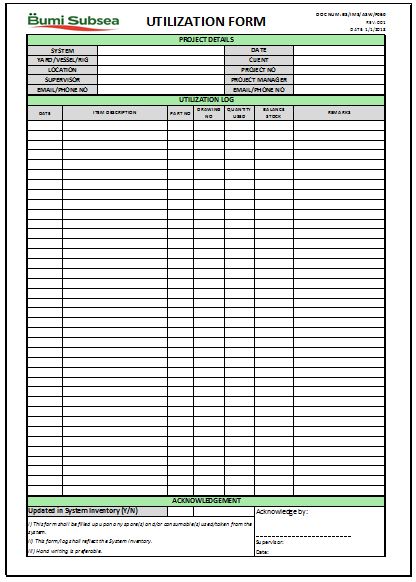 Bumi Subsea
UTILIZATION FORM
DOC NUM: BS/IMS/ASW/F050
REV: 001
DATE: 1/1/2018
PROJECT DETAILS
SYSTEM DATE
YARD/VESSEL/RIG CLIENT
LOCATION PROJECT NO
SUPERVISOR PROJECT MANAGER
EMAIL/PHONE NO EMAIL/PHONE NO
UTILIZATION LOG
DATE ITEM DESCRIPTION PART NO DRAWING NO QUANTITY USED BALANCE STOCK REMARKS
ACKNOWLEDGEMENT
Updated in System Inventory (Y/N) Acknowledge by:
i) This form shall be filled up upon any spare(s) and/or consumable(s) used/taken from the
system.
ii) This form/log shall reflect the System Inventory.
iii) Hand writing is preferable.
Supervisor:
Date: